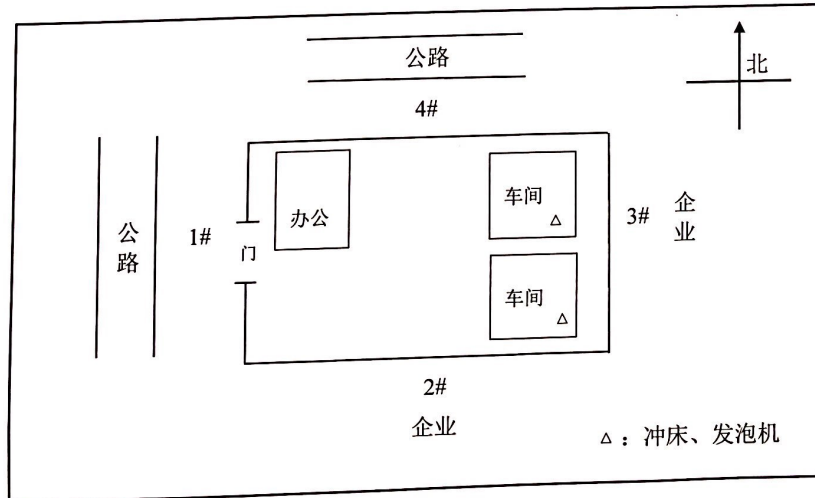 公路
北
4#
办公
车间
△
公路
1#
门
3#
企业
车间
△
2#
企业
△：冲床、发泡机